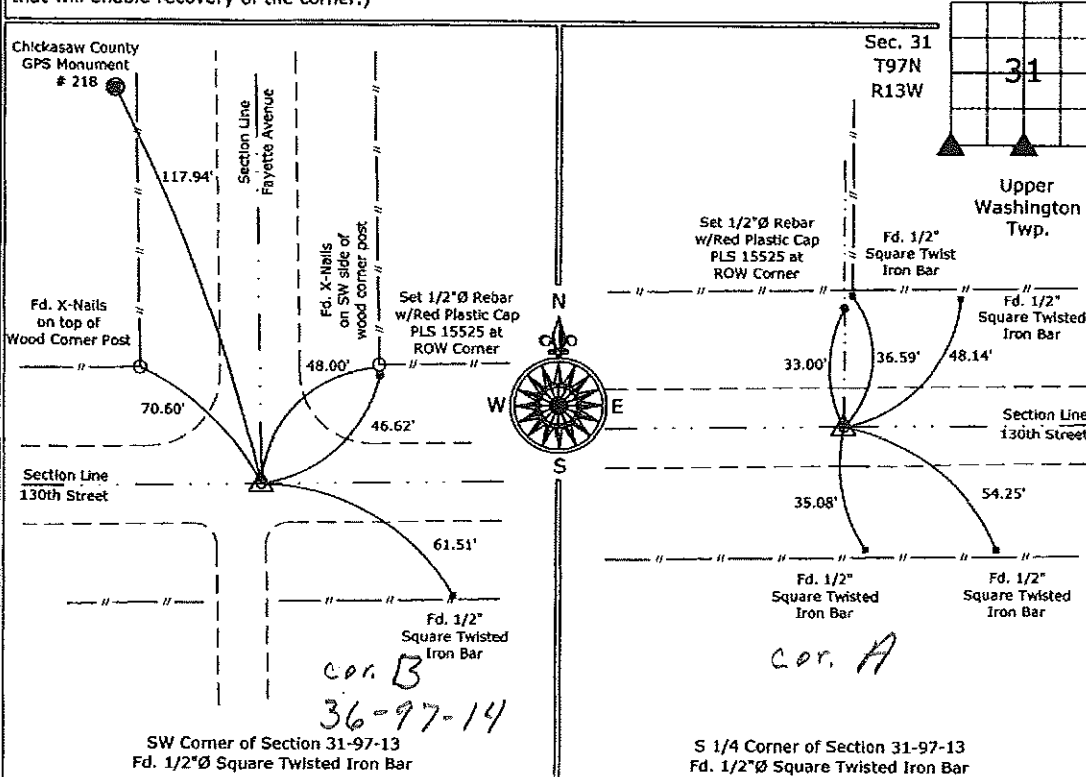 that will enable recovery of the corner.)
Chickasaw County
GPS Monument
# 218
117.94'
Section Line
Fayette Avenue
Fd. X-Nails
on SW side of
wood corner post
Fd. X-Nails
on top of
Wood Corner Post
Set 1/2"Ø Rebar
w/Red Plastic Cap
PLS 15525 at
ROW Corner
48.00'
70.60'
46.62'
Section Line
130th Street
61.51'
Fd. 1/2"
Square Twisted
Iron Bar
cor. B
36-97-14
SW Corner of Section 31-97-13
Fd. 1/2"Ø Square Twisted Iron Bar
N
W
E
S
Sec. 31
T97N
R13W
31
Upper
Washington
Twp.
Set 1/2"Ø Rebar
w/Red Plastic Cap
PLS 15525 at
ROW Corner
Fd. 1/2"
Square Twist
Iron Bar
Fd. 1/2"
Square Twisted
Iron Bar
33.00'
36.59'
48.14'
Section Line
130th Street
35.08'
54.25'
Fd. 1/2"
Square Twisted
Iron Bar
Fd. 1/2"
Square Twisted
Iron Bar
cor. A
S 1/4 Corner of Section 31-97-13
Fd. 1/2"Ø Square Twisted Iron Bar